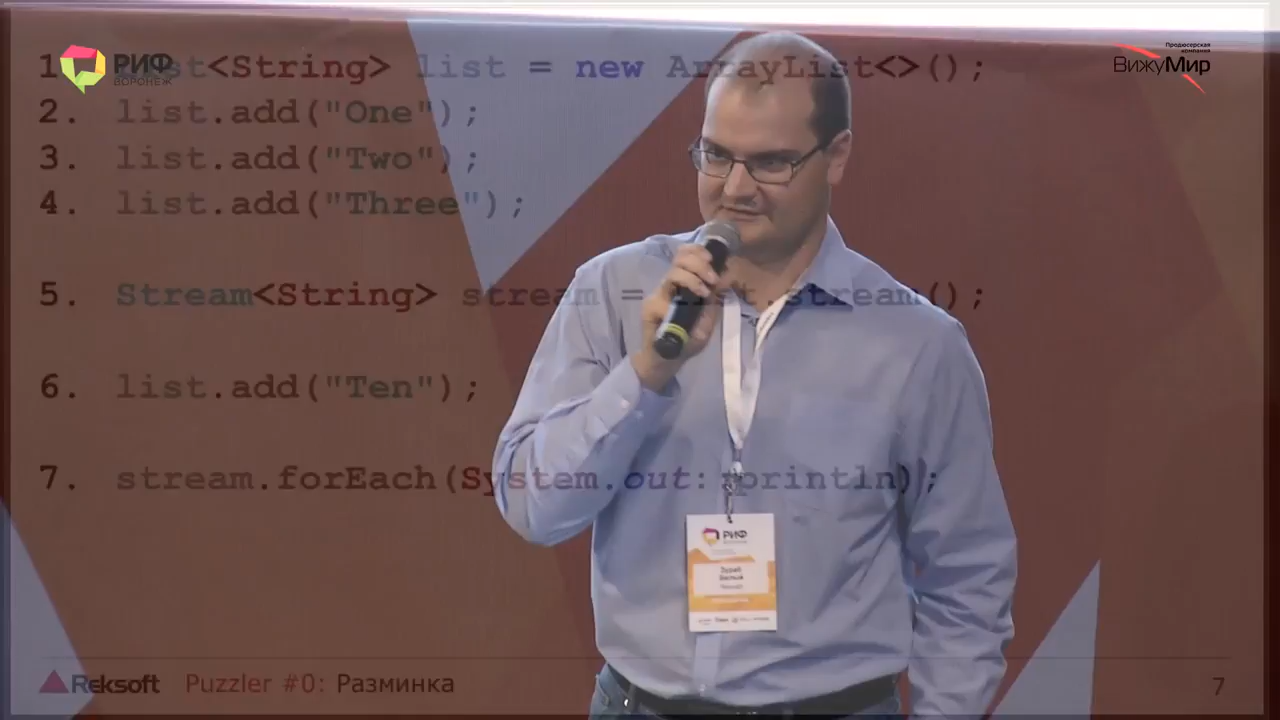 РИФ
ВОРОНЕЖ
Продюсерская
компания
ВижуМир
1. List<String> list = new ArrayList<>();
2. list.add("One");
3. list.add("Two");
4. list.add("Three");
5. Stream<String> stream = list.stream();
6. list.add("Ten");
7. stream.forEach(System.out::println);
РИФ
Reksoft
Puzzler #0: Разминка
7